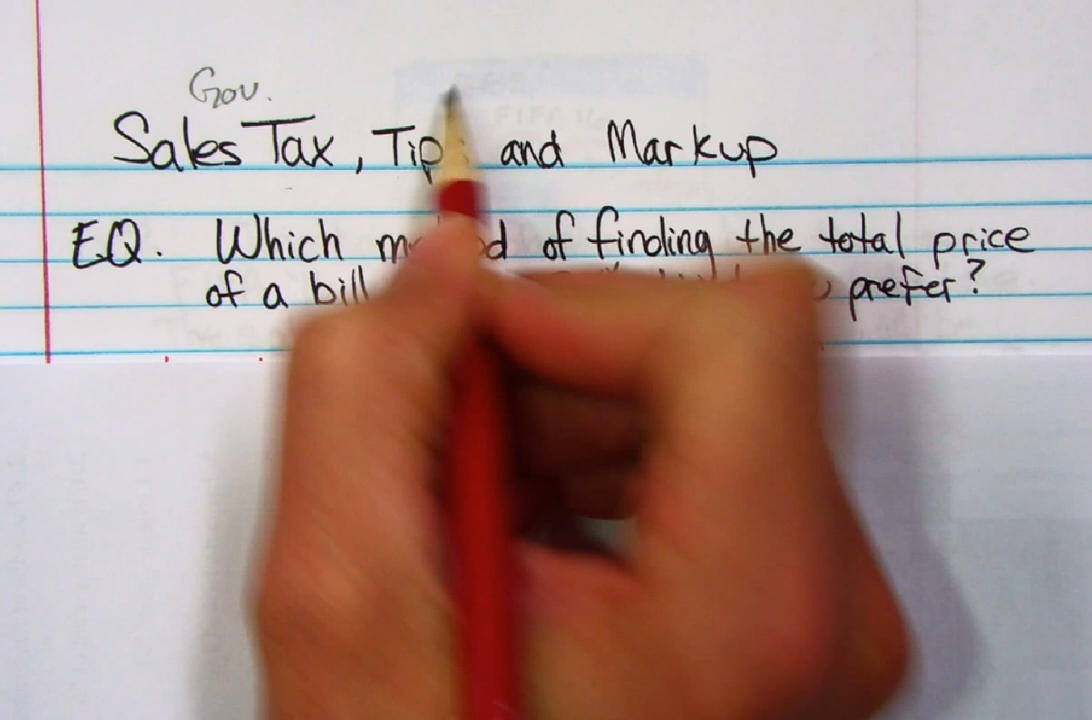 Gov.
Sales Tax, Tip and Markup
EQ. Which of finding the total price
of a bill prefer?